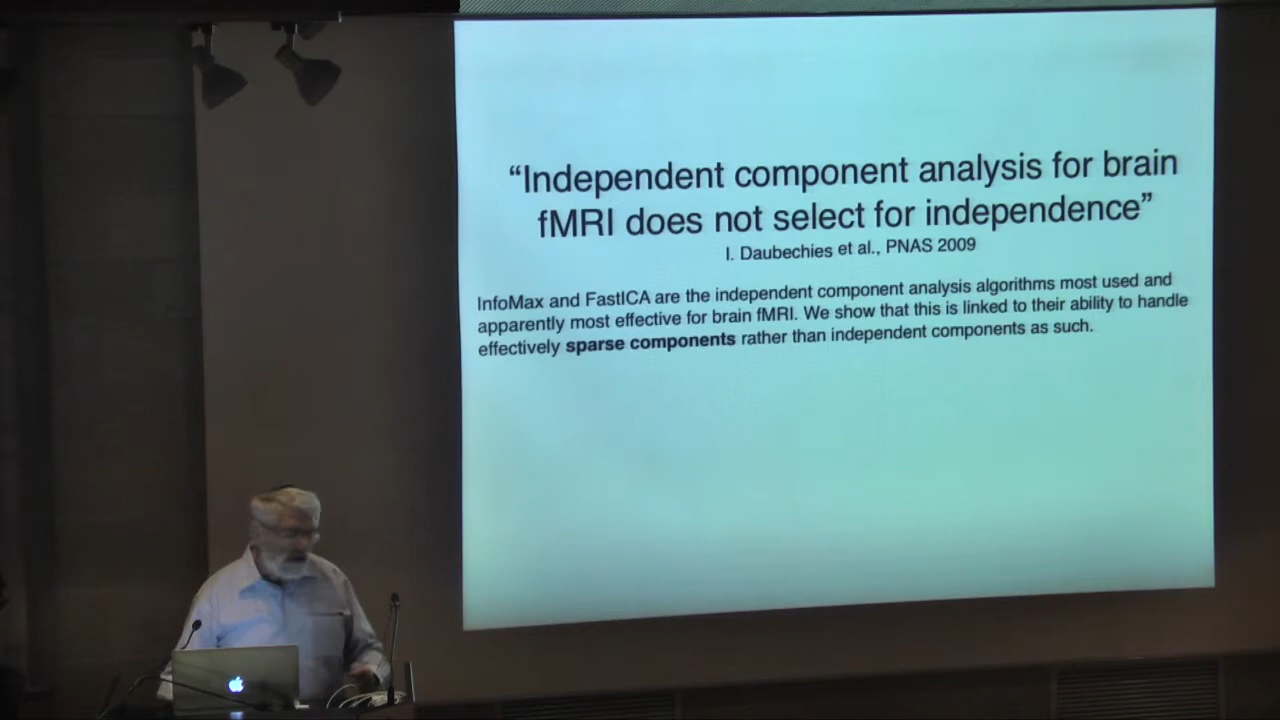 “Independent component analysis for brain
fMRI does not select for independence”
I. Daubechies et al., PNAS 2009
InfoMax and FastICA are the independent component analysis algorithms most used and
apparently most effective for brain fMRI. We show that this is linked to their ability to handle
effectively sparse components rather than independent components as such.